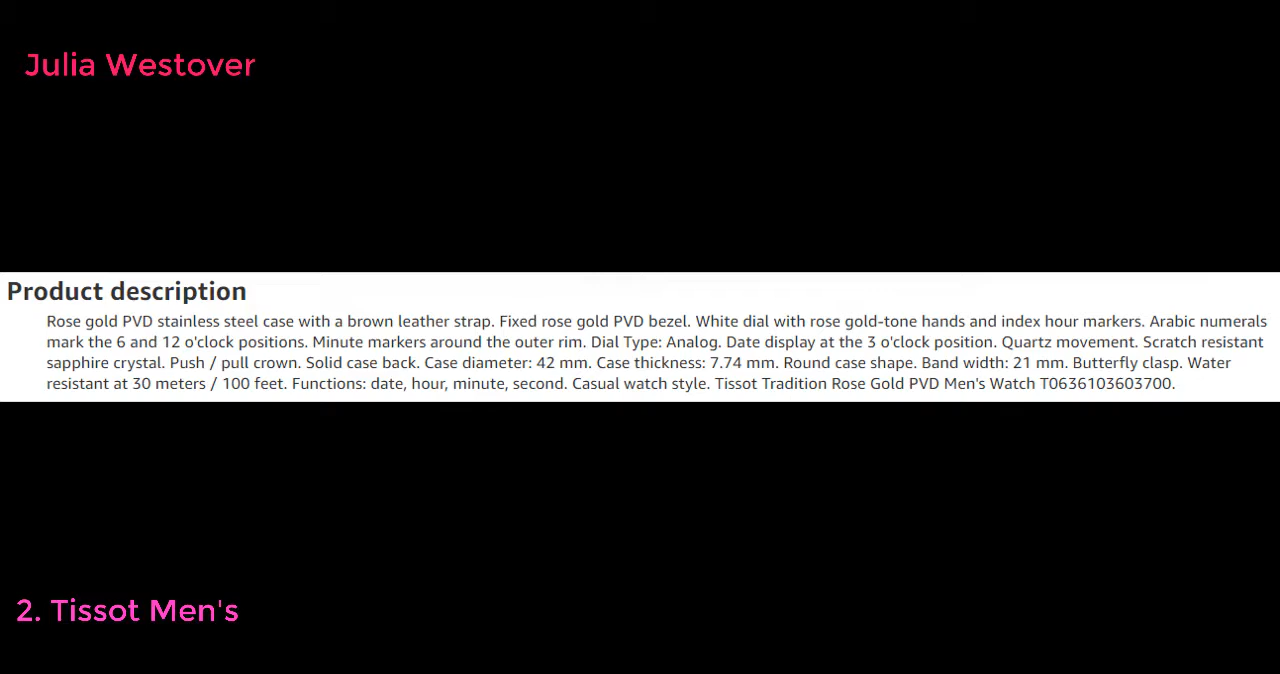 Julia Westover
Product description
Rose gold PVD stainless steel case with a brown leather strap. Fixed rose gold PVD bezel. White dial with rose gold-tone hands and index hour markers. Arabic numerals
mark the 6 and 12 o'clock positions. Minute markers around the outer rim. Dial Type: Analog. Date display at the 3 o'clock position. Quartz movement. Scratch resistant
sapphire crystal. Push / pull crown. Solid case back. Case diameter: 42 mm. Case thickness: 7.74 mm. Round case shape. Band width: 21 mm. Butterfly clasp. Water
resistant at 30 meters / 100 feet. Functions: date, hour, minute, second. Casual watch style. Tissot Tradition Rose Gold PVD Men's Watch T0636103603700.
2. Tissot Men's